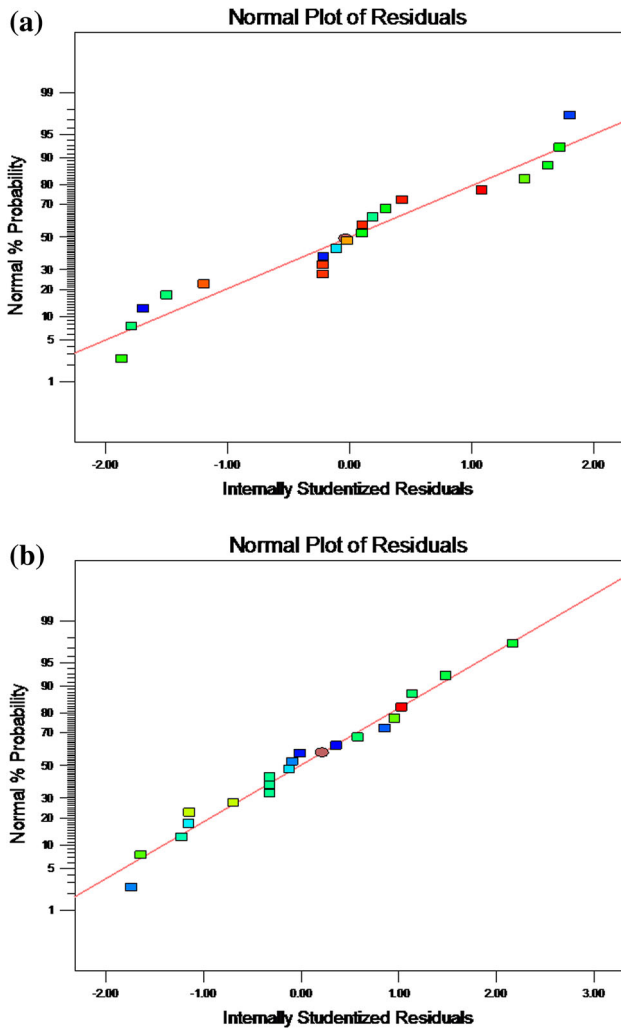 (a)
Normal Plot of Residuals
Normal % Probability
99
95
90
80
70
50
30
20
10
5
1
-2.00 -1.00 0.00 1.00 2.00
Internally Studentized Residuals
(b)
Normal Plot of Residuals
Normal % Probability
99
95
90
80
70
50
30
20
10
5
1
-2.00 -1.00 0.00 1.00 2.00 3.00
Internally Studentized Residuals